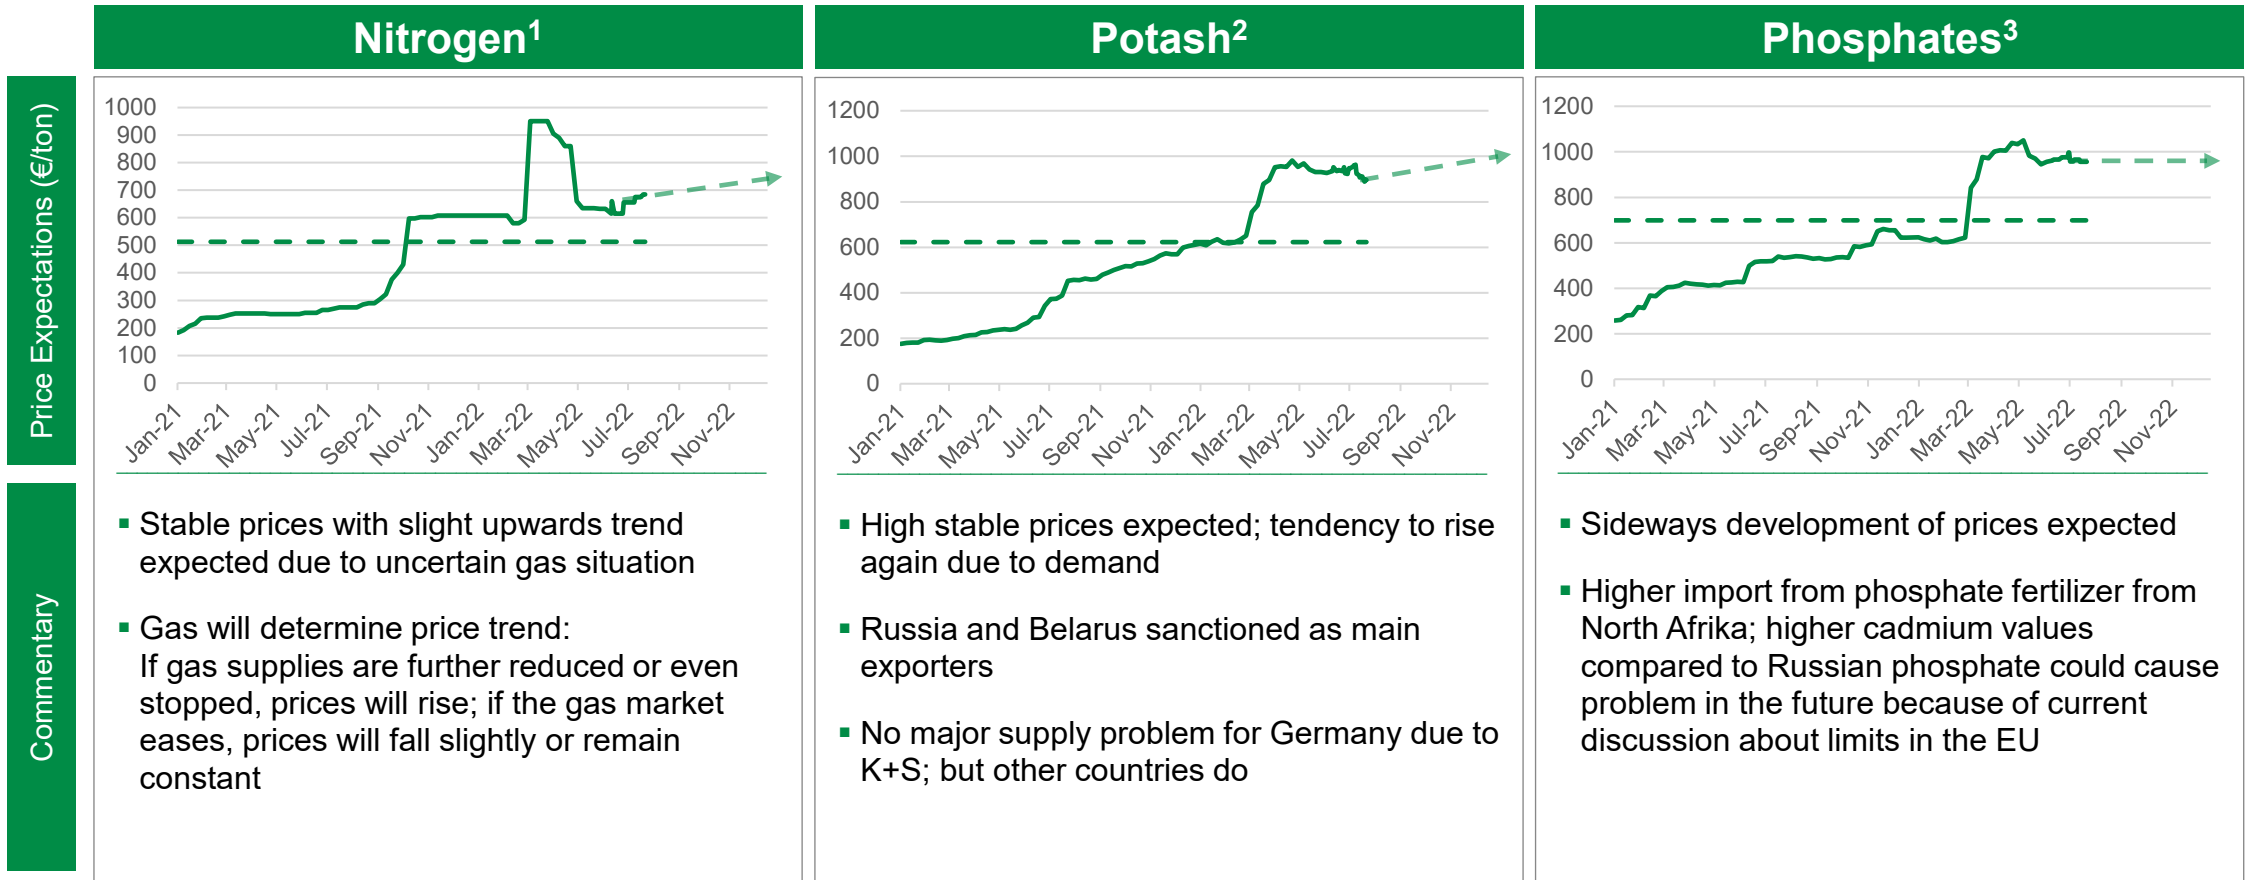 Nitrogen¹
Potash²
Phosphates³
Price Expectations (€/ton)
1000
900
800
700
600
500
400
300
200
100
0
Jan-21
Mar-21
May-21
Jul-21
Sep-21
Nov-21
Jan-22
Mar-22
May-22
Jul-22
Sep-22
Nov-22
1200
1000
800
600
400
200
0
Jan-21
Mar-21
May-21
Jul-21
Sep-21
Nov-21
Jan-22
Mar-22
May-22
Jul-22
Sep-22
Nov-22
1200
1000
800
600
400
200
0
Jan-21
Mar-21
May-21
Jul-21
Sep-21
Nov-21
Jan-22
Mar-22
May-22
Jul-22
Sep-22
Nov-22
Commentary
▪ Stable prices with slight upwards trend
expected due to uncertain gas situation
▪ Gas will determine price trend:
If gas supplies are further reduced or even
stopped, prices will rise; if the gas market
eases, prices will fall slightly or remain
constant
▪ High stable prices expected; tendency to rise
again due to demand
▪ Russia and Belarus sanctioned as main
exporters
▪ No major supply problem for Germany due to
K+S; but other countries do
▪ Sideways development of prices expected
▪ Higher import from phosphate fertilizer from
North Afrika; higher cadmium values
compared to Russian phosphate could cause
problem in the future because of current
discussion about limits in the EU